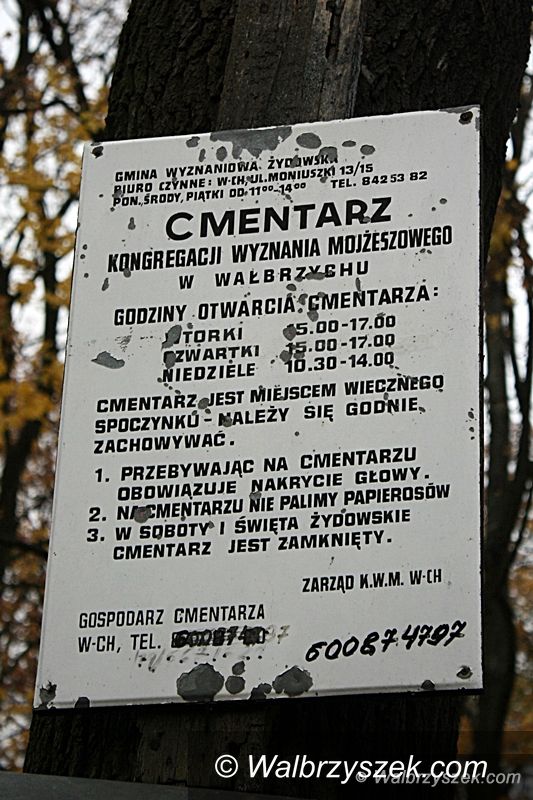 GMINA WYZNANIOWA ŻYDOWSKA
BIURO CZYNNE: W-CH, UL. MONIUSZKI 13/15
PON., ŚRODY, PIĄTKI OD 11⁰⁰-14⁰⁰ TEL. 842 53 82
CMENTARZ
KONGREGACJI WYZNANIA MOJŻESZOWEGO
W WAŁBRZYCHU
GODZINY OTWARCIA CMENTARZA:
WTORKI 15.00-17.00
CZWARTKI 15.00-17.00
NIEDZIELE 10.30-14.00
CMENTARZ JEST MIEJSCEM WIECZNEGO
SPOCZYNKU - NALEŻY SIĘ GODNIE
ZACHOWYWAĆ.
1. PRZEBYWAJĄC NA CMENTARZU
OBOWIĄZUJE NAKRYCIE GŁOWY.
2. NA CMENTARZU NIE PALIMY PAPIEROSÓW
3. W SOBOTY I ŚWIĘTA ŻYDOWSKIE
CMENTARZ JEST ZAMKNIĘTY.
ZARZĄD K.W.M. W-CH
GOSPODARZ CMENTARZA
W-CH, TEL. 600874797
© Walbrzyszek.com
© Walbrzyszek.com